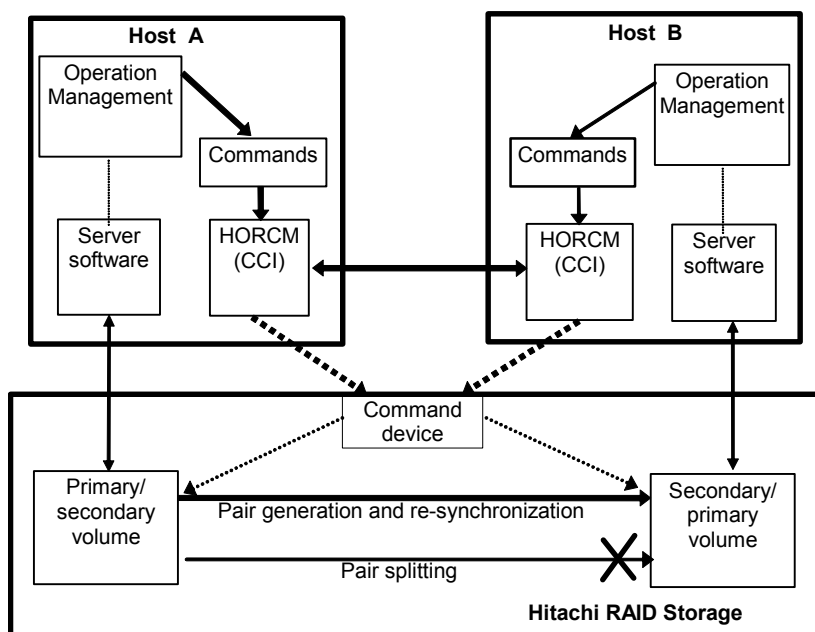 Host A
Operation
Management
Commands
Server
software
HORCM
(CCI)
Host B
Operation
Management
Commands
HORCM
(CCI)
Server
software
Command
device
Primary/
secondary
volume
Pair generation and re-synchronization
Pair splitting
Secondary/
primary
volume
Hitachi RAID Storage